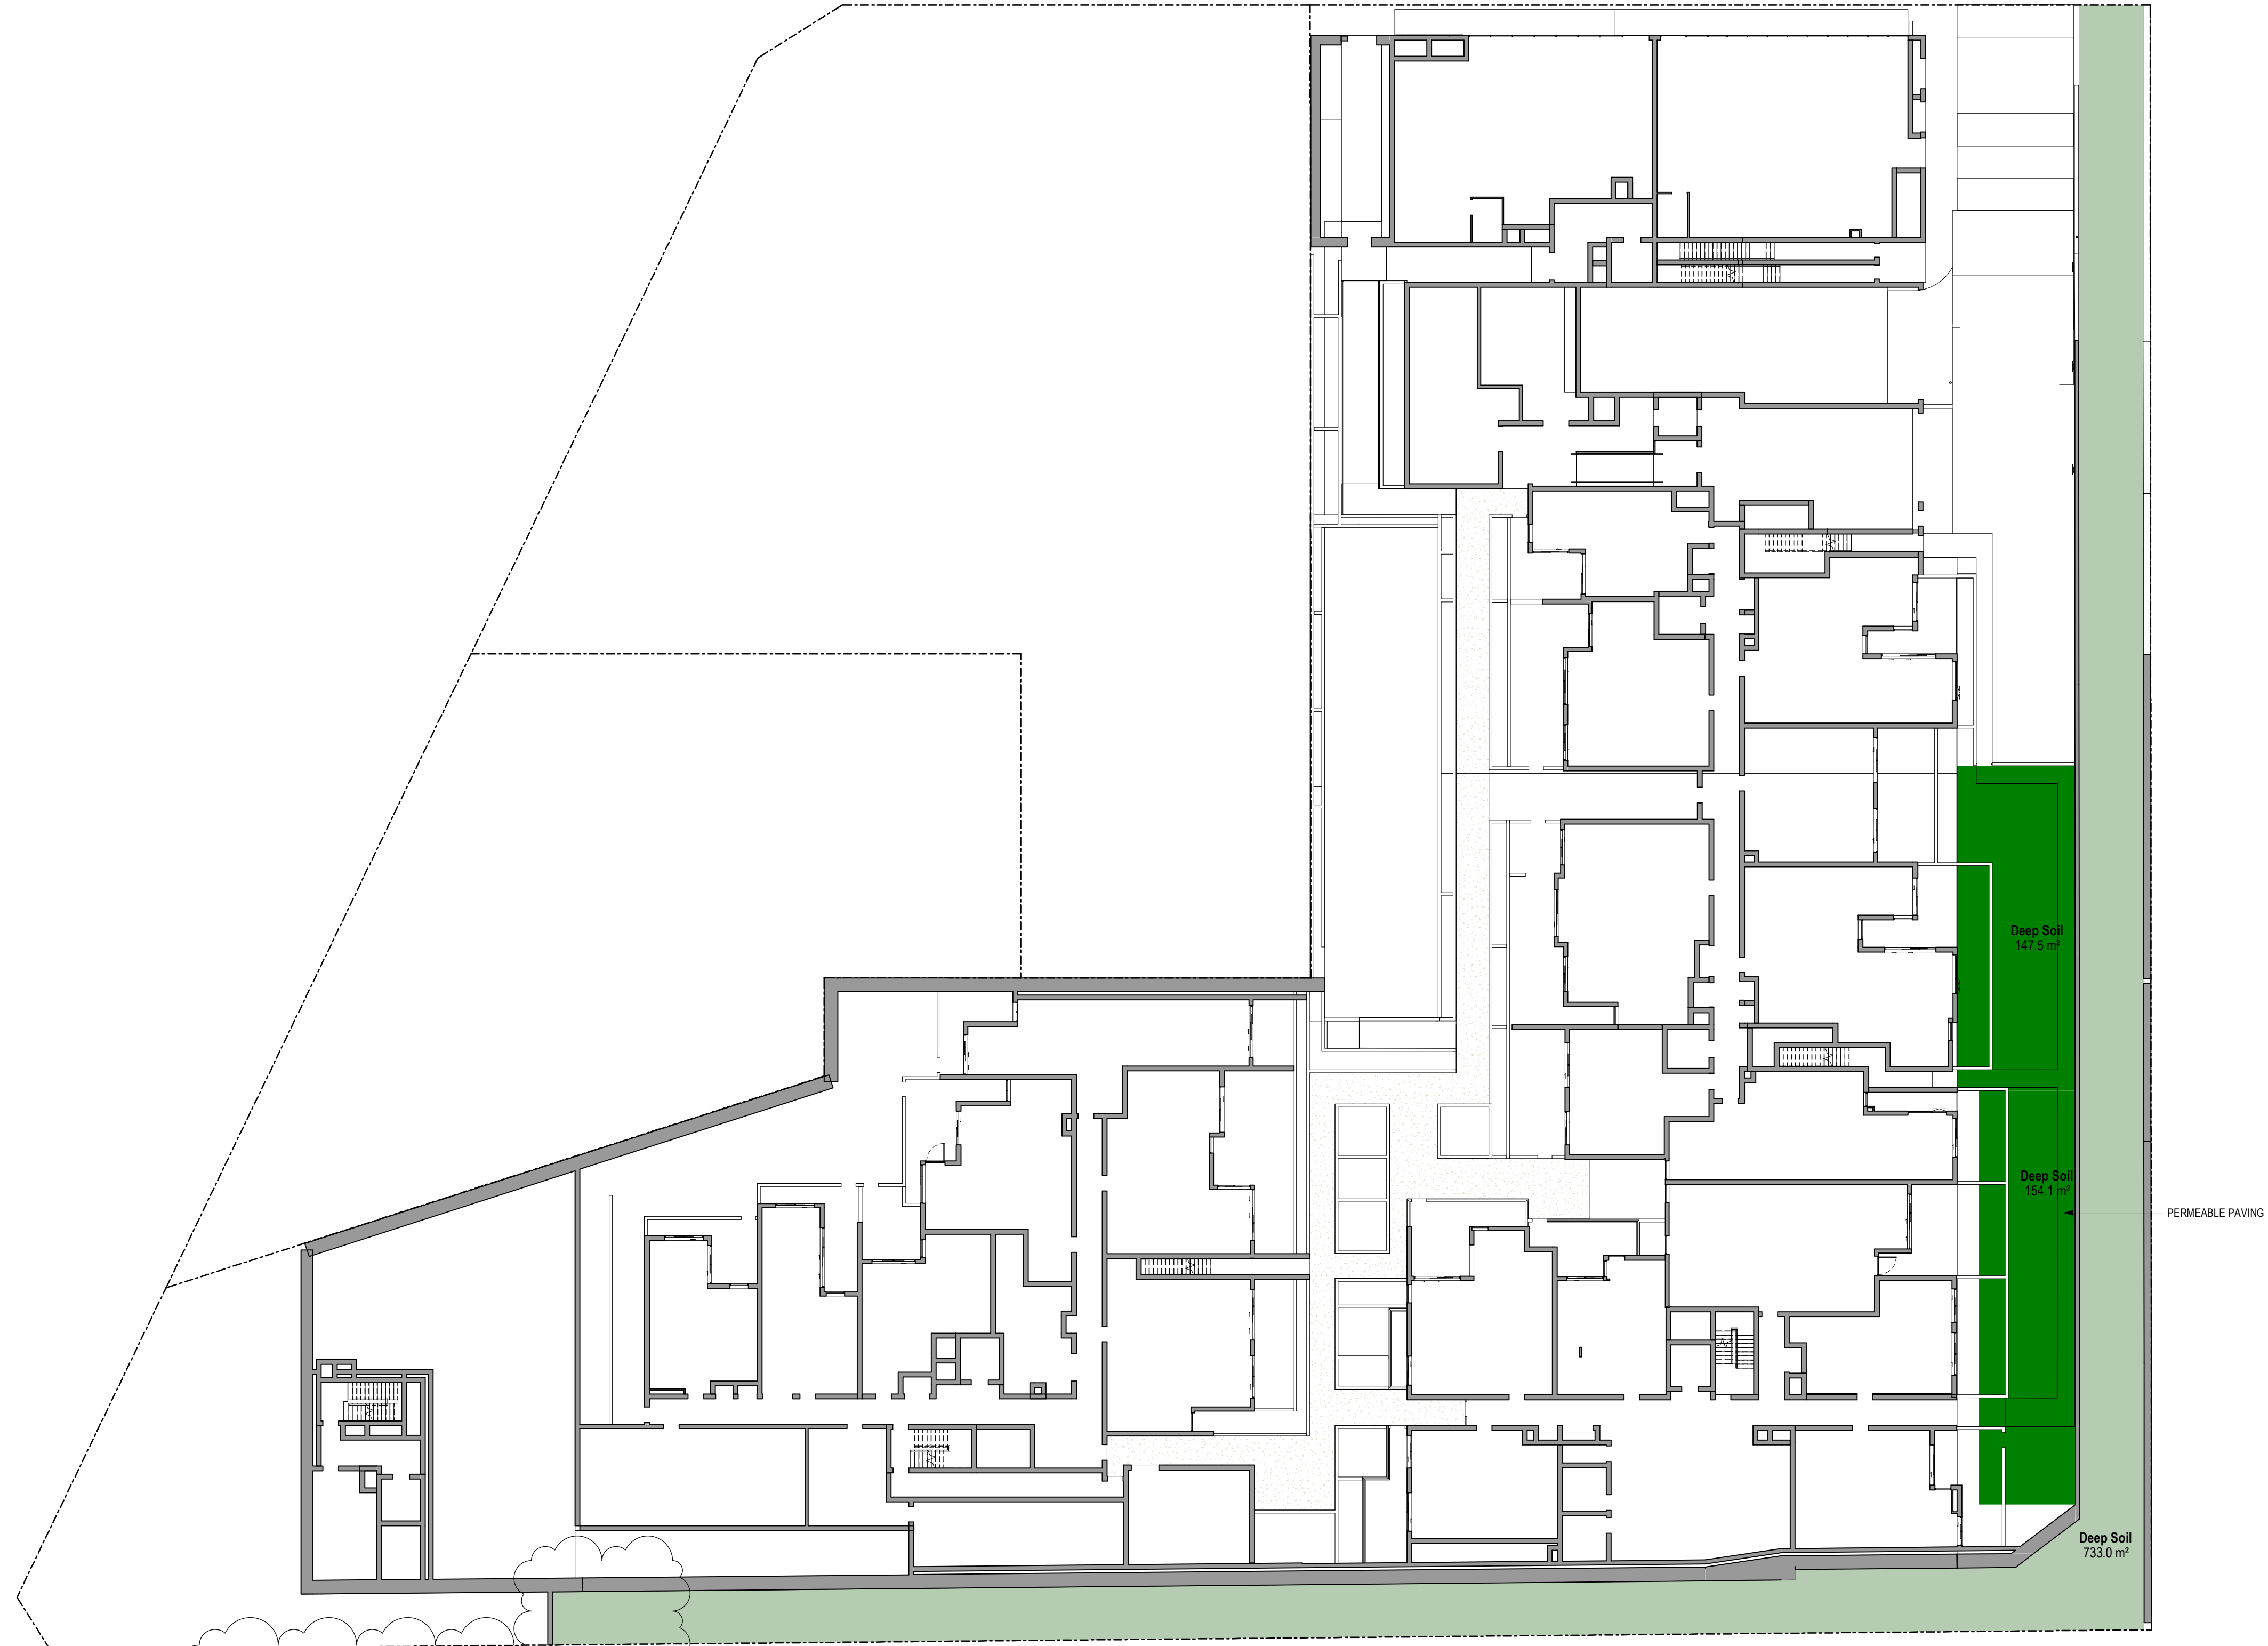 Deep Soil
147.5 m²
Deep Soil
154.1 m²
PERMEABLE PAVING
Deep Soil
733.0 m²